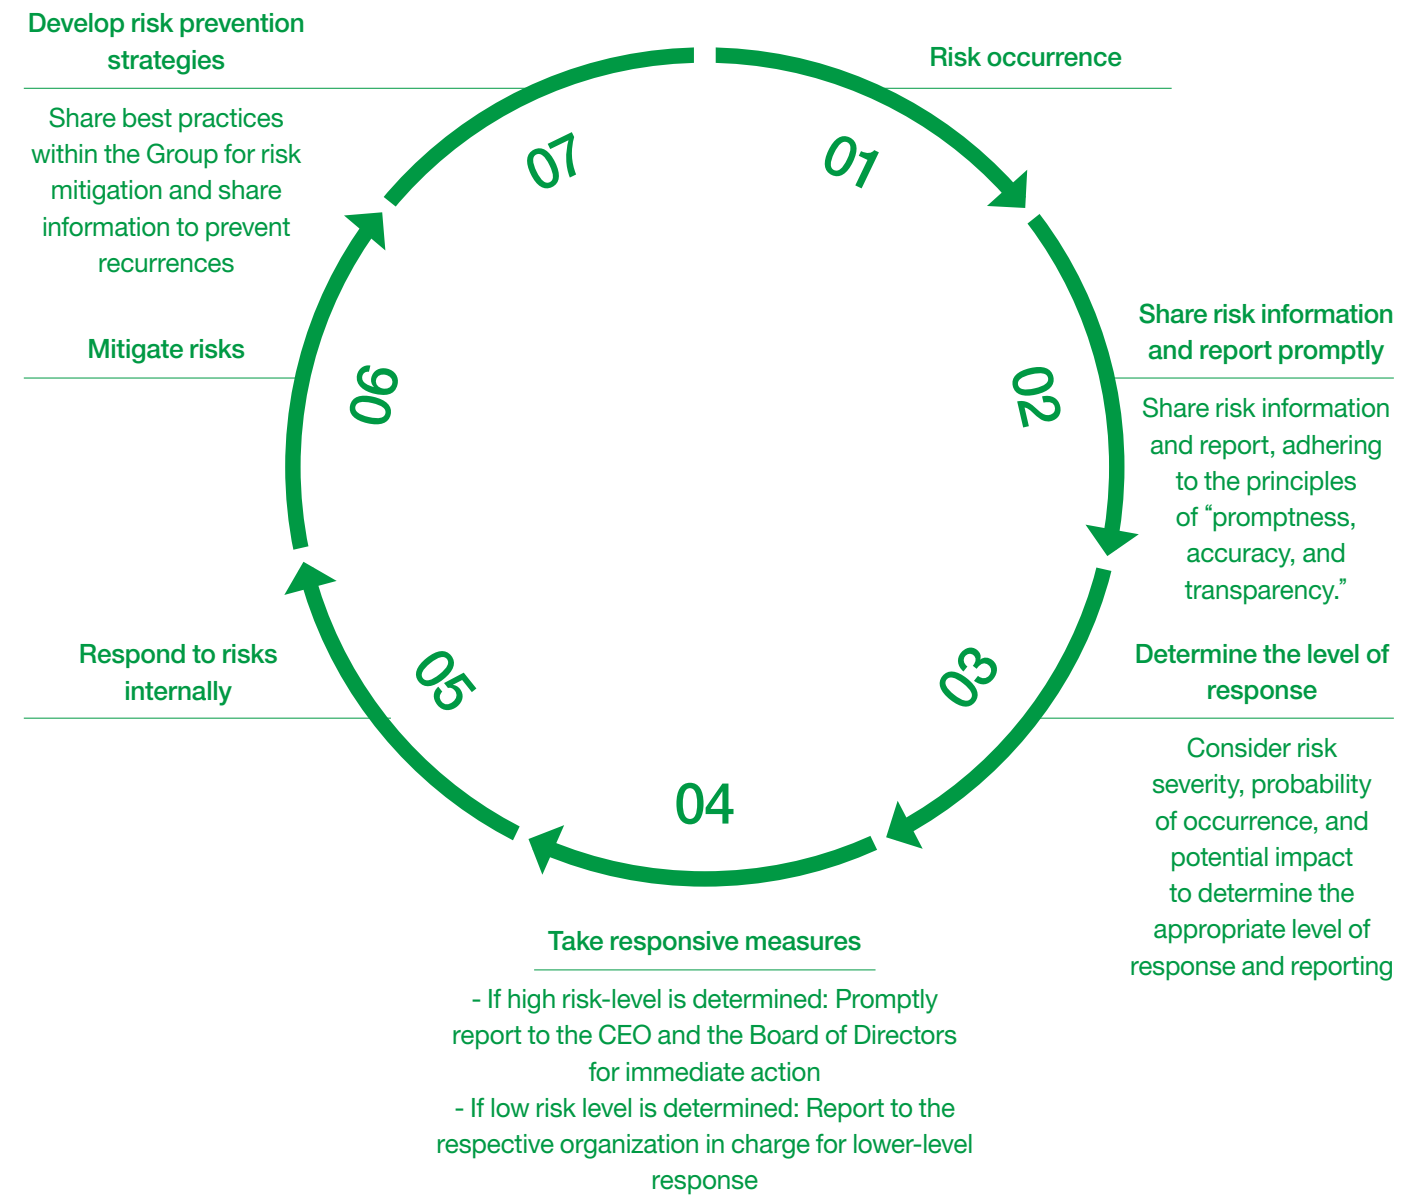 Risk occurrence
01
Share risk information
and report promptly
Share risk information
and report, adhering
to the principles
of “promptness,
accuracy, and
transparency.”
02
Determine the level of
response
Consider risk
severity, probability
of occurrence, and
potential impact
to determine the
appropriate level of
response and reporting
03
04
Take responsive measures
- If high risk-level is determined: Promptly
report to the CEO and the Board of Directors
for immediate action
- If low risk level is determined: Report to the
respective organization in charge for lower-level
response
05
Respond to risks
internally
06
Mitigate risks
07
Develop risk prevention
strategies
Share best practices
within the Group for risk
mitigation and share
information to prevent
recurrences